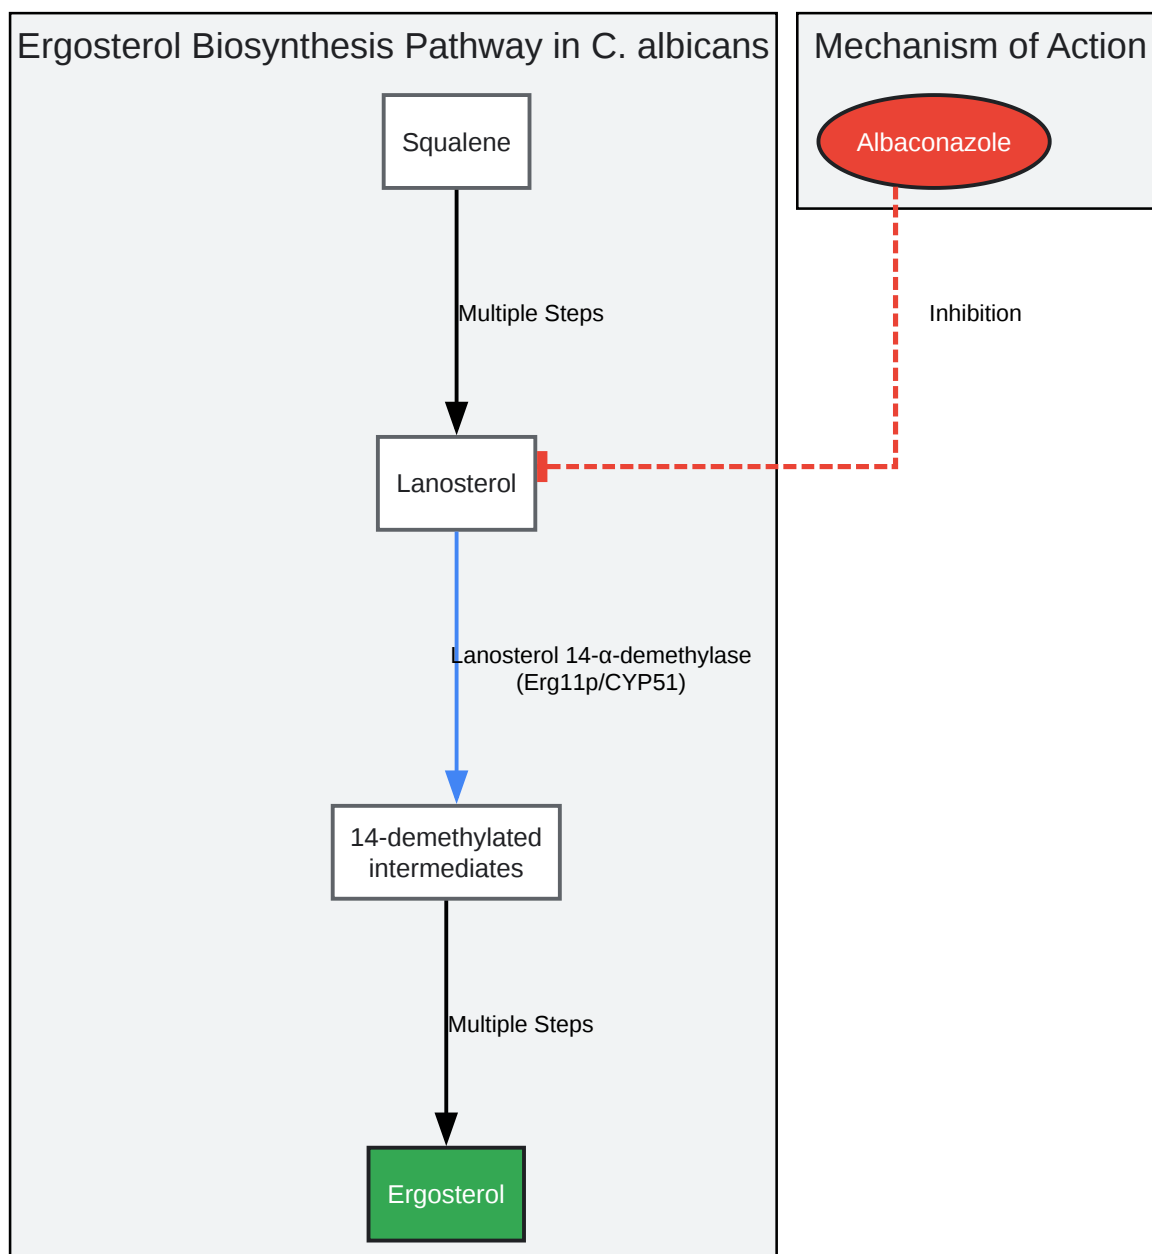 Ergosterol Biosynthesis Pathway in C. albicans
Mechanism of Action
Squalene
Albaconazole
Multiple Steps
Inhibition
Lanosterol
Lanosterol 14-α-demethylase
(Erg11p/CYP51)
14-demethylated
intermediates
Multiple Steps
Ergosterol